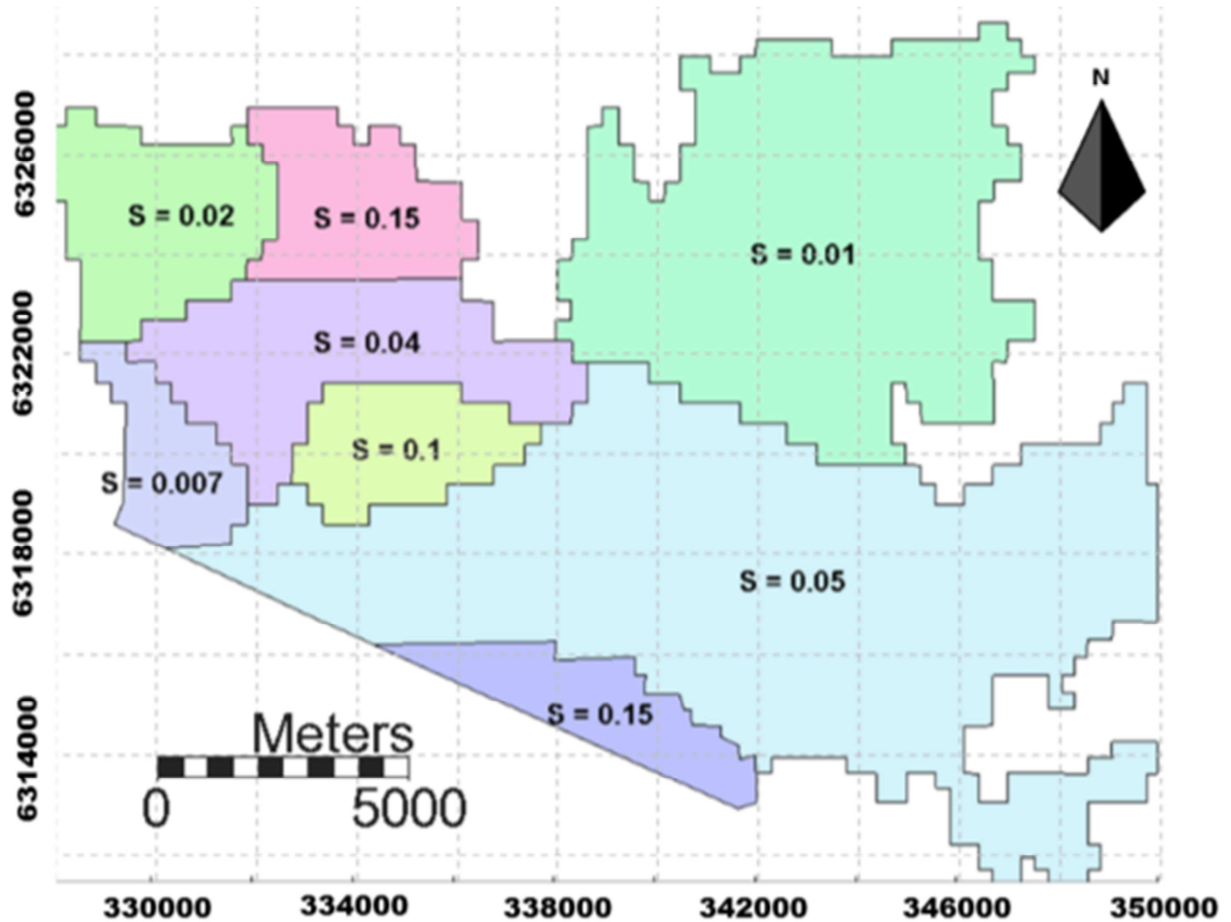 N
6326000
S = 0.02
S = 0.15
S = 0.01
6322000
S = 0.04
S = 0.1
S = 0.007
6318000
S = 0.05
S = 0.15
Meters
6314000
0 5000
330000 334000 338000 342000 346000 350000